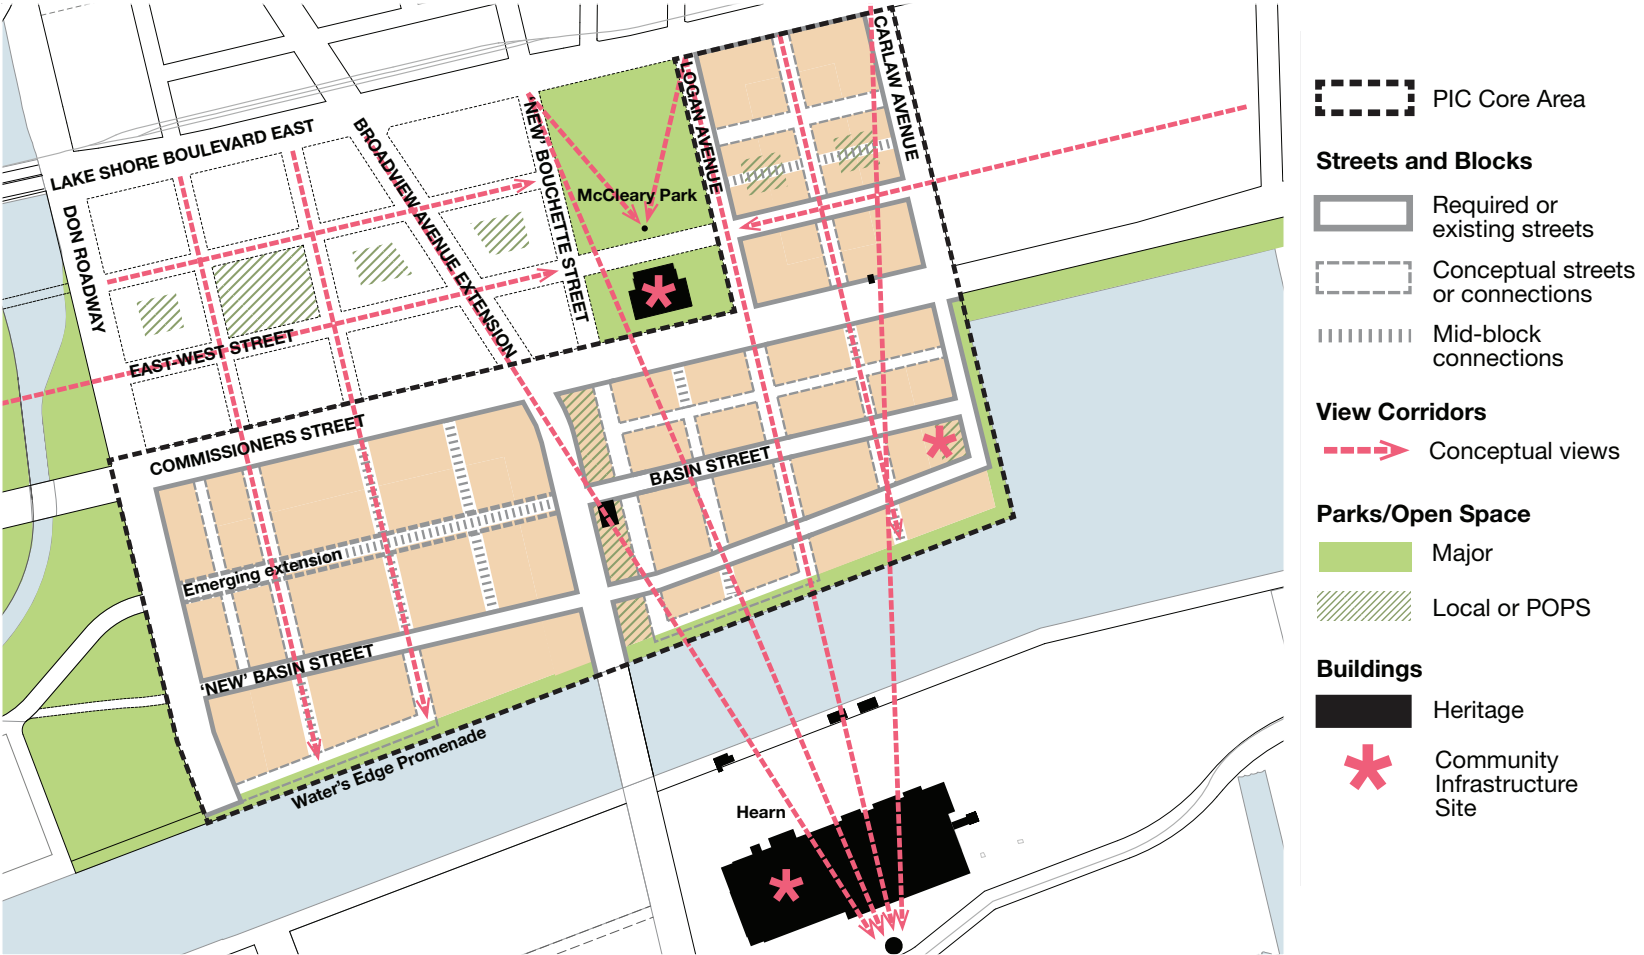 LAKE SHORE BOULEVARD EAST
DON ROADWAY
BROADVIEW AVENUE EXTENSION
'NEW' BOUCHETTE STREET
LOGAN AVENUE
CARLAW AVENUE
McCleary Park
EAST-WEST STREET
COMMISSIONERS STREET
BASIN STREET
Emerging extension
'NEW' BASIN STREET
Water's Edge Promenade
Hearn
PIC Core Area
Streets and Blocks
Required or
existing streets
Conceptual streets
or connections
Mid-block
connections
View Corridors
Conceptual views
Parks/Open Space
Major
Local or POPS
Buildings
Heritage
Community
Infrastructure
Site